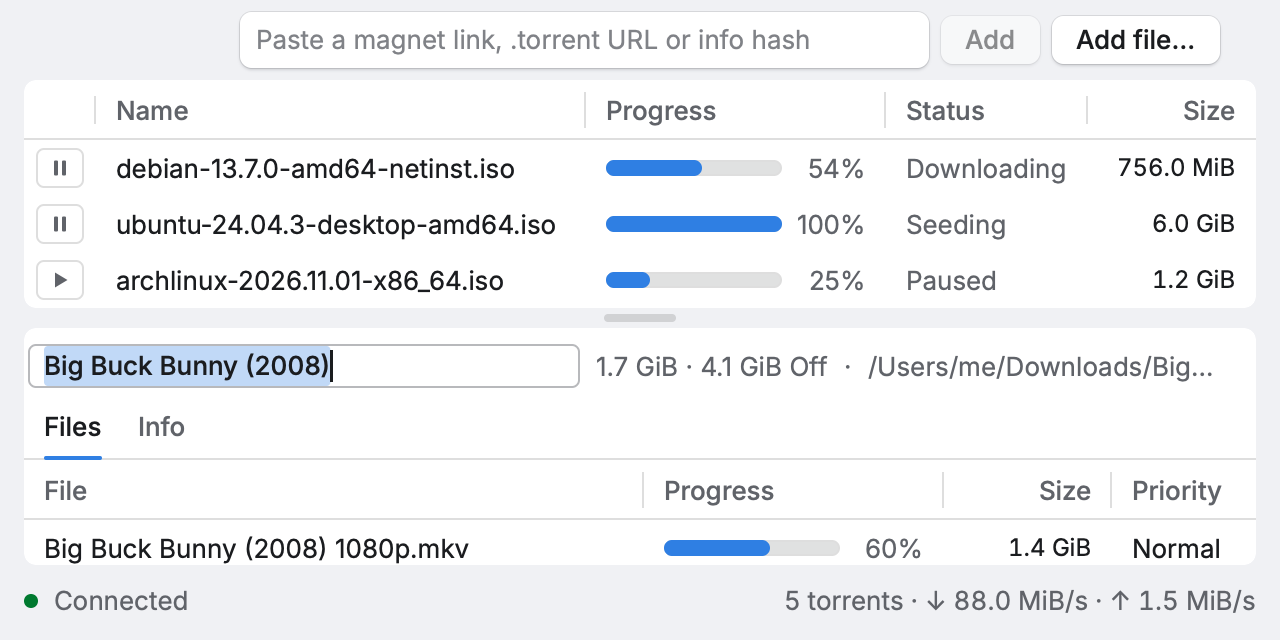 Paste a magnet link, .torrent URL or info hash Add Add file...
Name Progress Status Size
debian-13.7.0-amd64-netinst.iso 54% Downloading 756.0 MiB
ubuntu-24.04.3-desktop-amd64.iso 100% Seeding 6.0 GiB
archlinux-2026.11.01-x86_64.iso 25% Paused 1.2 GiB
Big Buck Bunny (2008) 1.7 GiB · 4.1 GiB Off · /Users/me/Downloads/Big...
Files Info
File Progress Size Priority
Big Buck Bunny (2008) 1080p.mkv 60% 1.4 GiB Normal
Connected 5 torrents · ↓ 88.0 MiB/s · ↑ 1.5 MiB/s